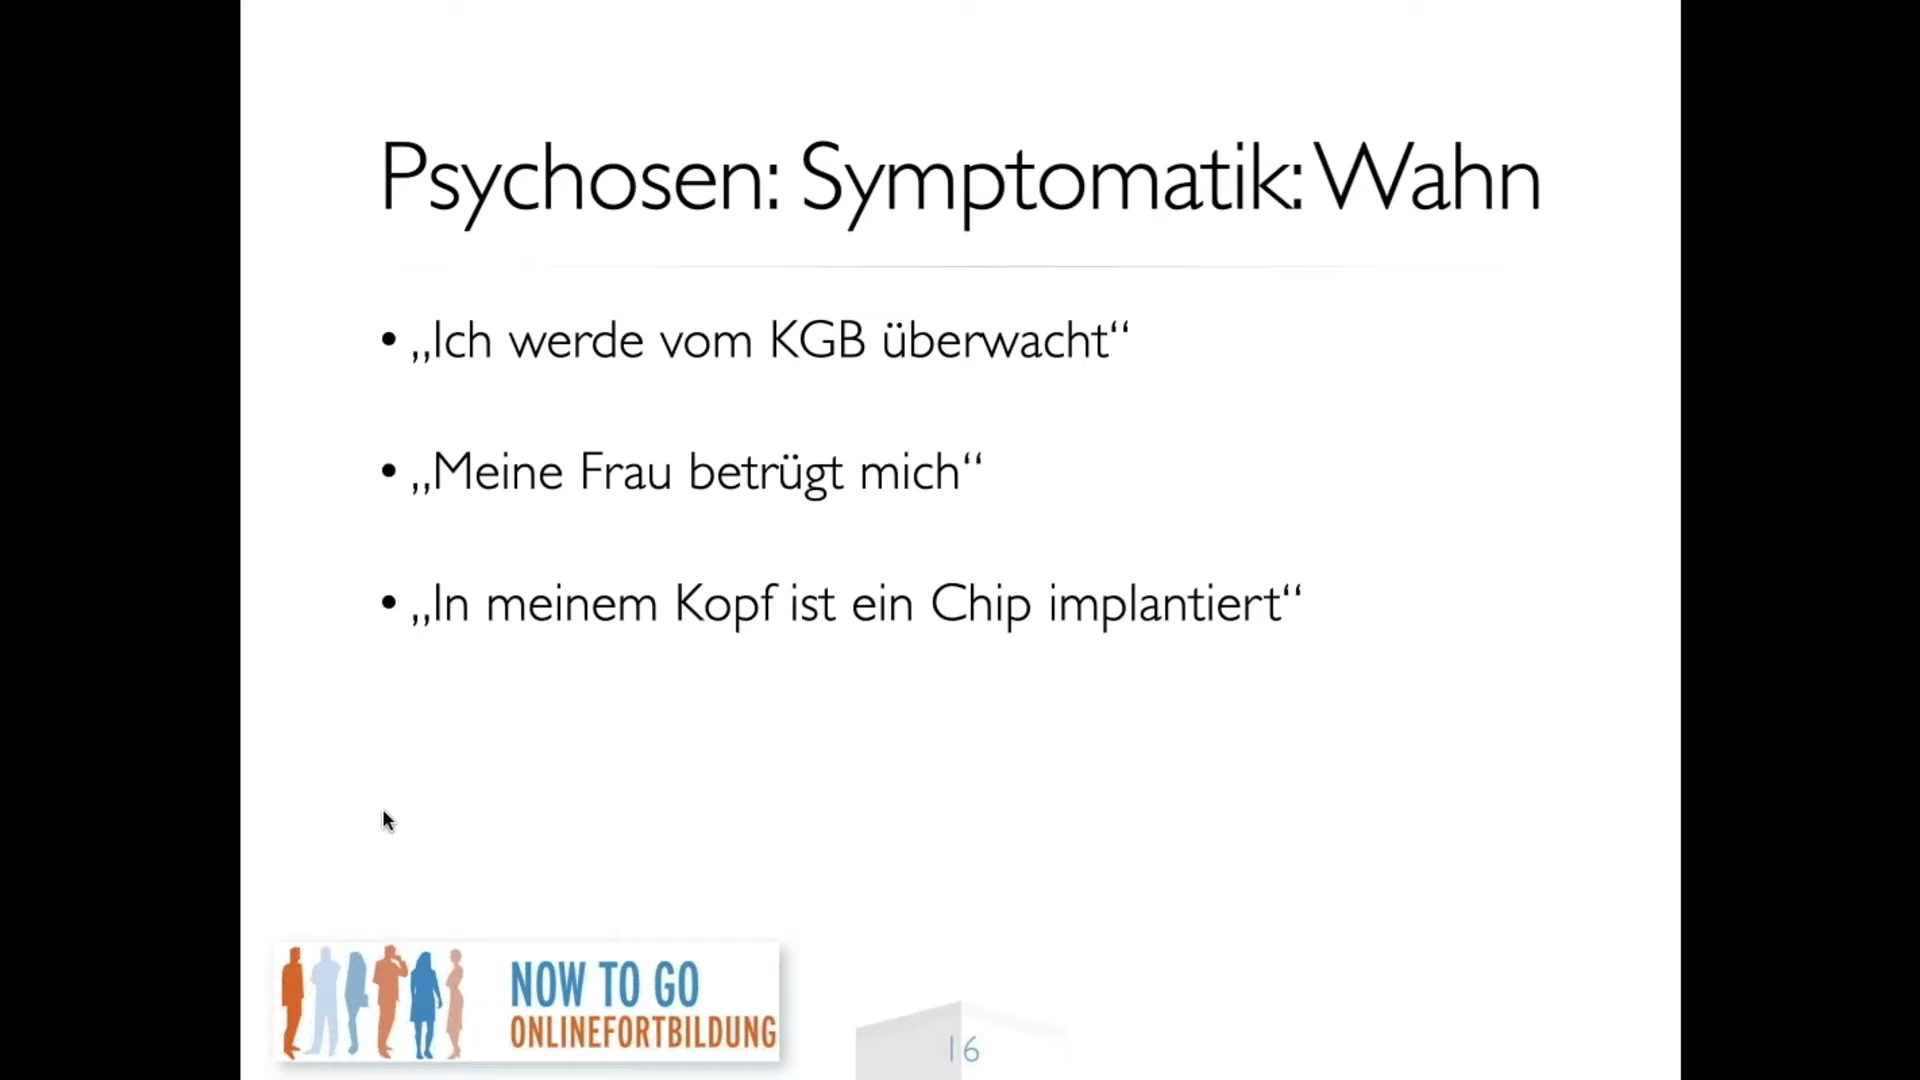 Psychosen: Symptomatik: Wahn
• „Ich werde vom KGB überwacht“
• „Meine Frau betrügt mich“
• „In meinem Kopf ist ein Chip implantiert“
NOW TO GO
ONLINEFORTBILDUNG
16